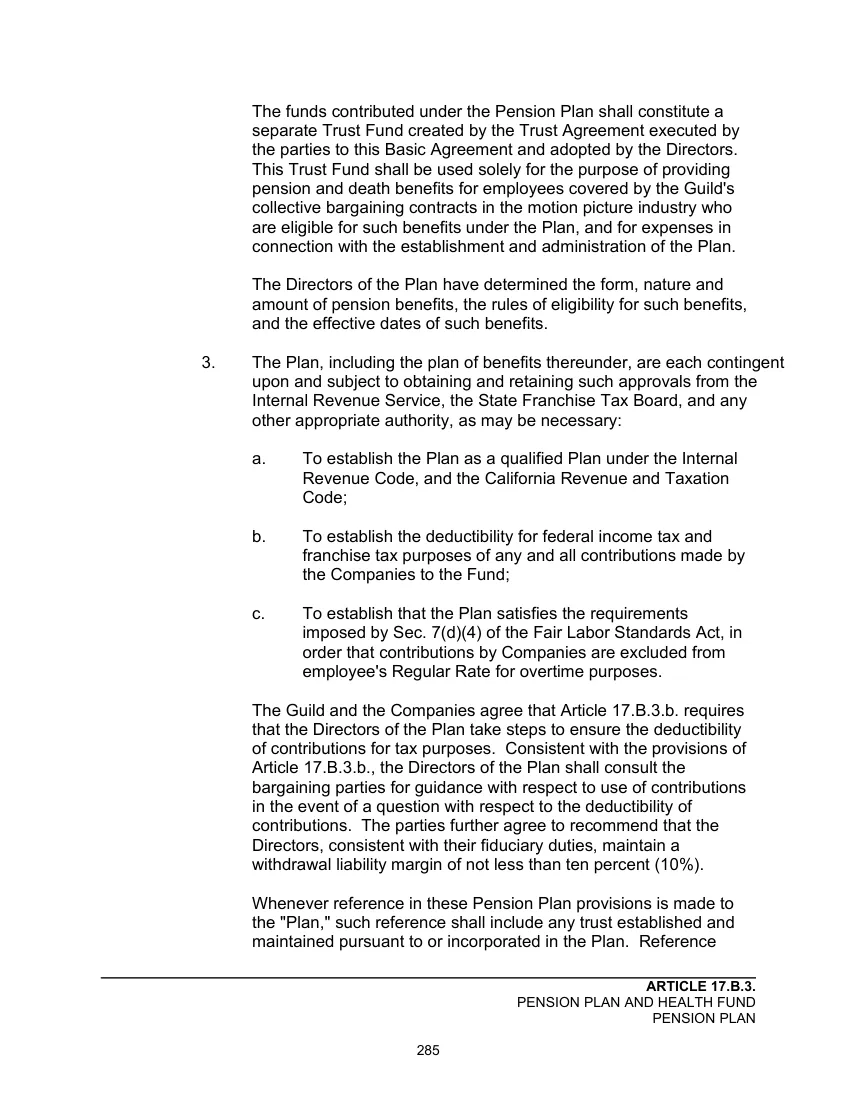 The funds contributed under the Pension Plan shall constitute a
separate Trust Fund created by the Trust Agreement executed by
the parties to this Basic Agreement and adopted by the Directors.
This Trust Fund shall be used solely for the purpose of providing
pension and death benefits for employees covered by the Guild's
collective bargaining contracts in the motion picture industry who
are eligible for such benefits under the Plan, and for expenses in
connection with the establishment and administration of the Plan.
The Directors of the Plan have determined the form, nature and
amount of pension benefits, the rules of eligibility for such benefits,
and the effective dates of such benefits.
3. The Plan, including the plan of benefits thereunder, are each contingent
upon and subject to obtaining and retaining such approvals from the
Internal Revenue Service, the State Franchise Tax Board, and any
other appropriate authority, as may be necessary:
a. To establish the Plan as a qualified Plan under the Internal
Revenue Code, and the California Revenue and Taxation
Code;
b. To establish the deductibility for federal income tax and
franchise tax purposes of any and all contributions made by
the Companies to the Fund;
c. To establish that the Plan satisfies the requirements
imposed by Sec. 7(d)(4) of the Fair Labor Standards Act, in
order that contributions by Companies are excluded from
employee's Regular Rate for overtime purposes.
The Guild and the Companies agree that Article 17.B.3.b. requires
that the Directors of the Plan take steps to ensure the deductibility
of contributions for tax purposes.  Consistent with the provisions of
Article 17.B.3.b., the Directors of the Plan shall consult the
bargaining parties for guidance with respect to use of contributions
in the event of a question with respect to the deductibility of
contributions.  The parties further agree to recommend that the
Directors, consistent with their fiduciary duties, maintain a
withdrawal liability margin of not less than ten percent (10%).
Whenever reference in these Pension Plan provisions is made to
the "Plan," such reference shall include any trust established and
maintained pursuant to or incorporated in the Plan.  Reference
ARTICLE 17.B.3.
PENSION PLAN AND HEALTH FUND
PENSION PLAN
285